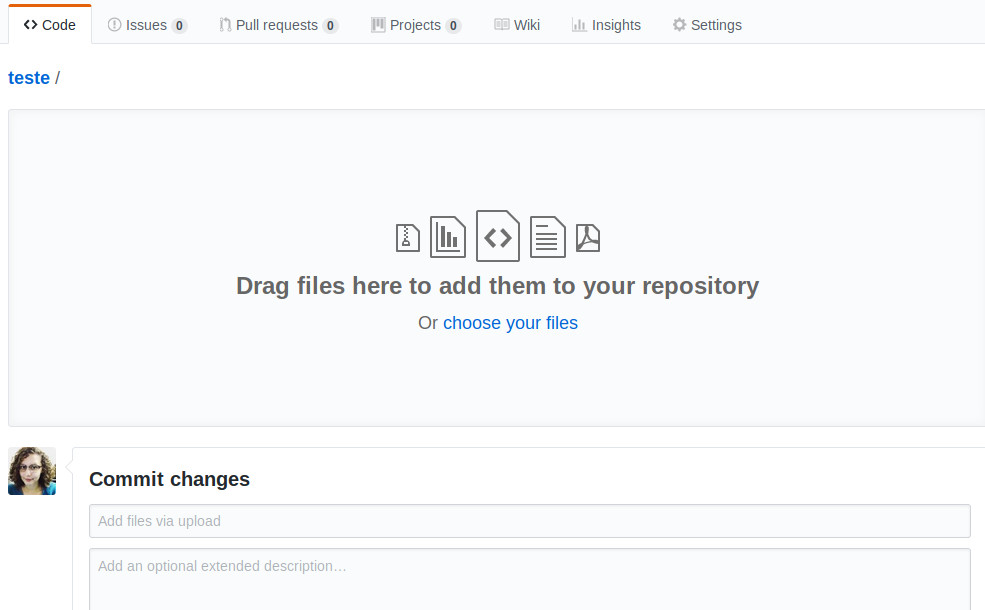 Code Issues 0 Pull requests 0 Projects 0 Wiki Insights Settings
teste /
Drag files here to add them to your repository
Or choose your files
Commit changes
Add files via upload
Add an optional extended description…